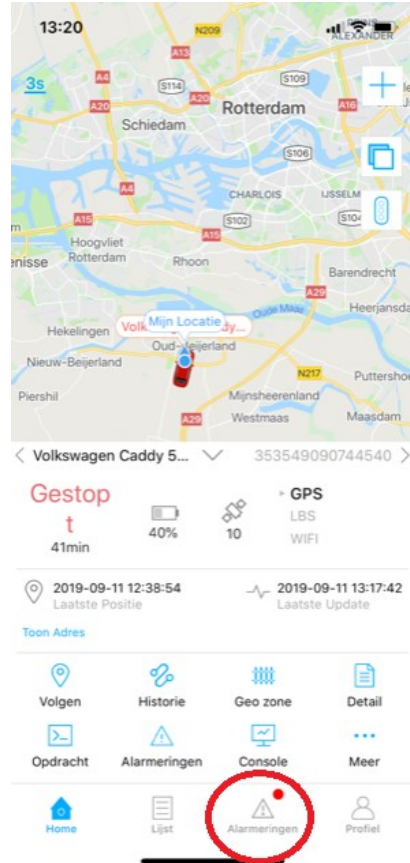 13:20
N209
ALEXANDER
A13
3s
A4
S114
A20
A20
S109
Rotterdam
A16
Schiedam
S106
A4
CHARLOIS
IJSSELM
A15
S102
S104
A15
Hoogvliet
enisse
Rotterdam
Rhoon
Barendrecht
A29
Oude Maas
Heerjansda
Hekelingen
Mijn Locatie
Nieuw-Beijerland
Oud-Beijerland
N217
Puttersho
Piershil
Mijnsheerenland
A29
Westmaas
Maasdam
Volkswagen Caddy 5...
353549090744540
Gestop
t
41min
40%
10
GPS
LBS
WIFI
2019-09-11 12:38:54
Laatste Positie
2019-09-11 13:17:42
Laatste Update
Toon Adres
Volgen
Historie
Geo zone
Detail
Opdracht
Alarmeringen
Console
Meer
Home
Lijst
Alarmeringen
Profiel